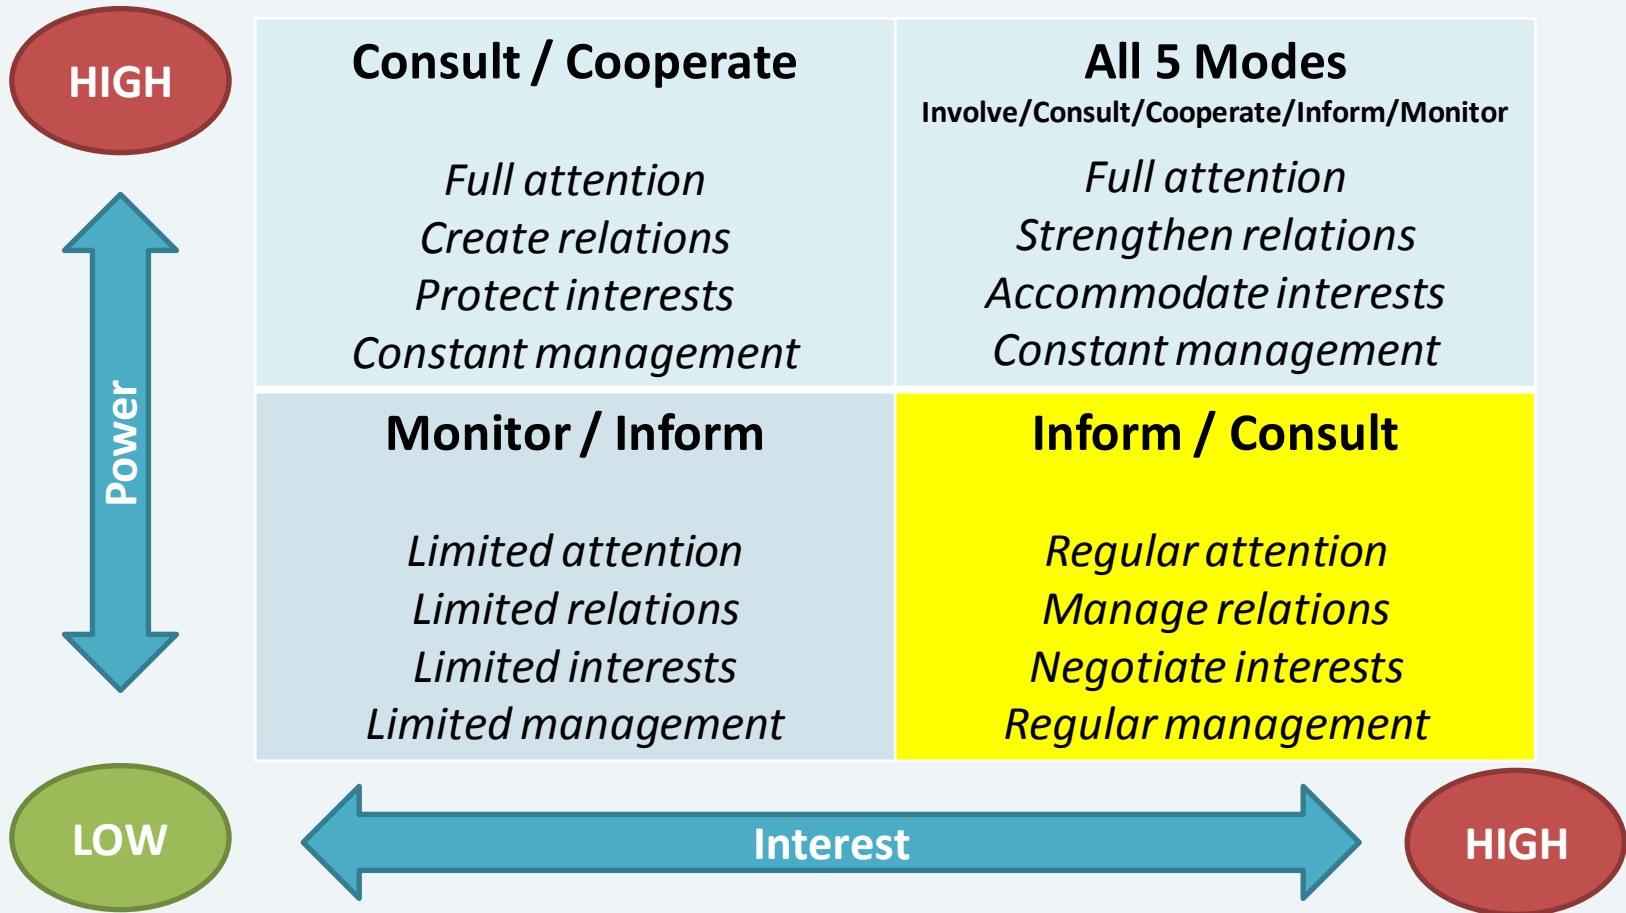 HIGH
Consult / Cooperate
Full attention
Create relations
Protect interests
Constant management
All 5 Modes
Involve/Consult/Cooperate/Inform/Monitor
Full attention
Strengthen relations
Accommodate interests
Constant management
Power
Monitor / Inform
Limited attention
Limited relations
Limited interests
Limited management
Inform / Consult
Regular attention
Manage relations
Negotiate interests
Regular management
LOW
Interest
HIGH